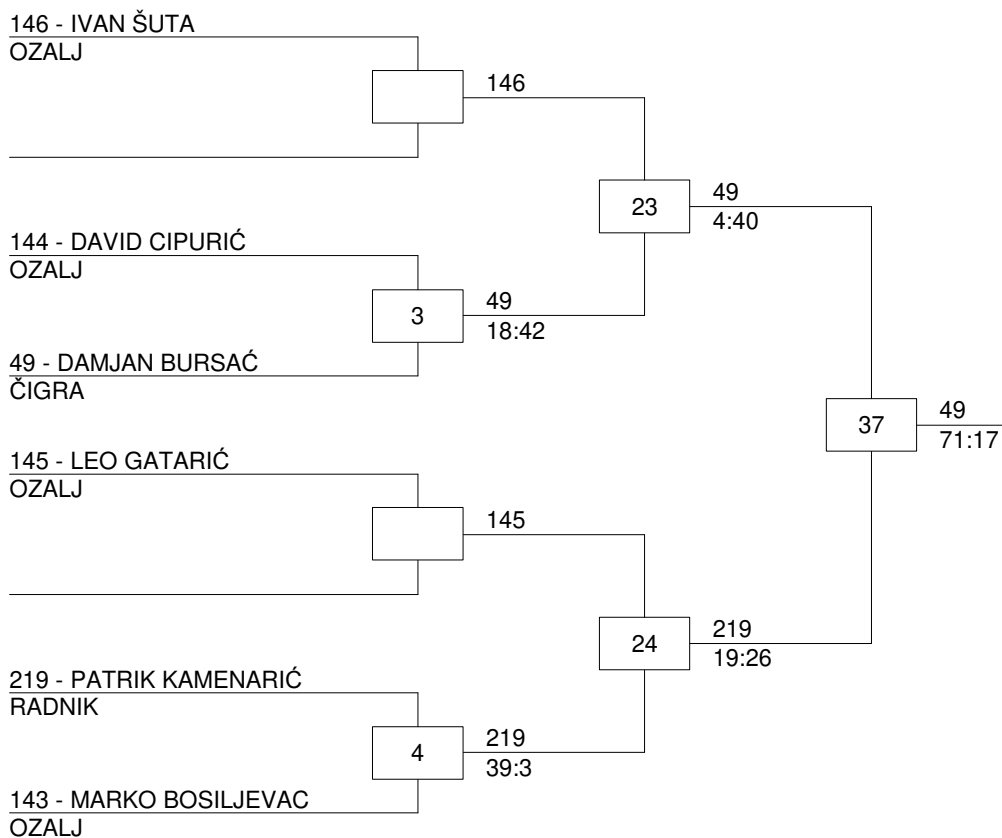 146 - IVAN ŠUTA
OZALJ
146
23
49
4:40
144 - DAVID CIPURIĆ
OZALJ
3
49
18:42
49 - DAMJAN BURSAĆ
ČIGRA
37
49
71:17
145 - LEO GATARIĆ
OZALJ
145
24
219
19:26
219 - PATRIK KAMENARIĆ
RADNIK
4
219
39:3
143 - MARKO BOSILJEVAC
OZALJ